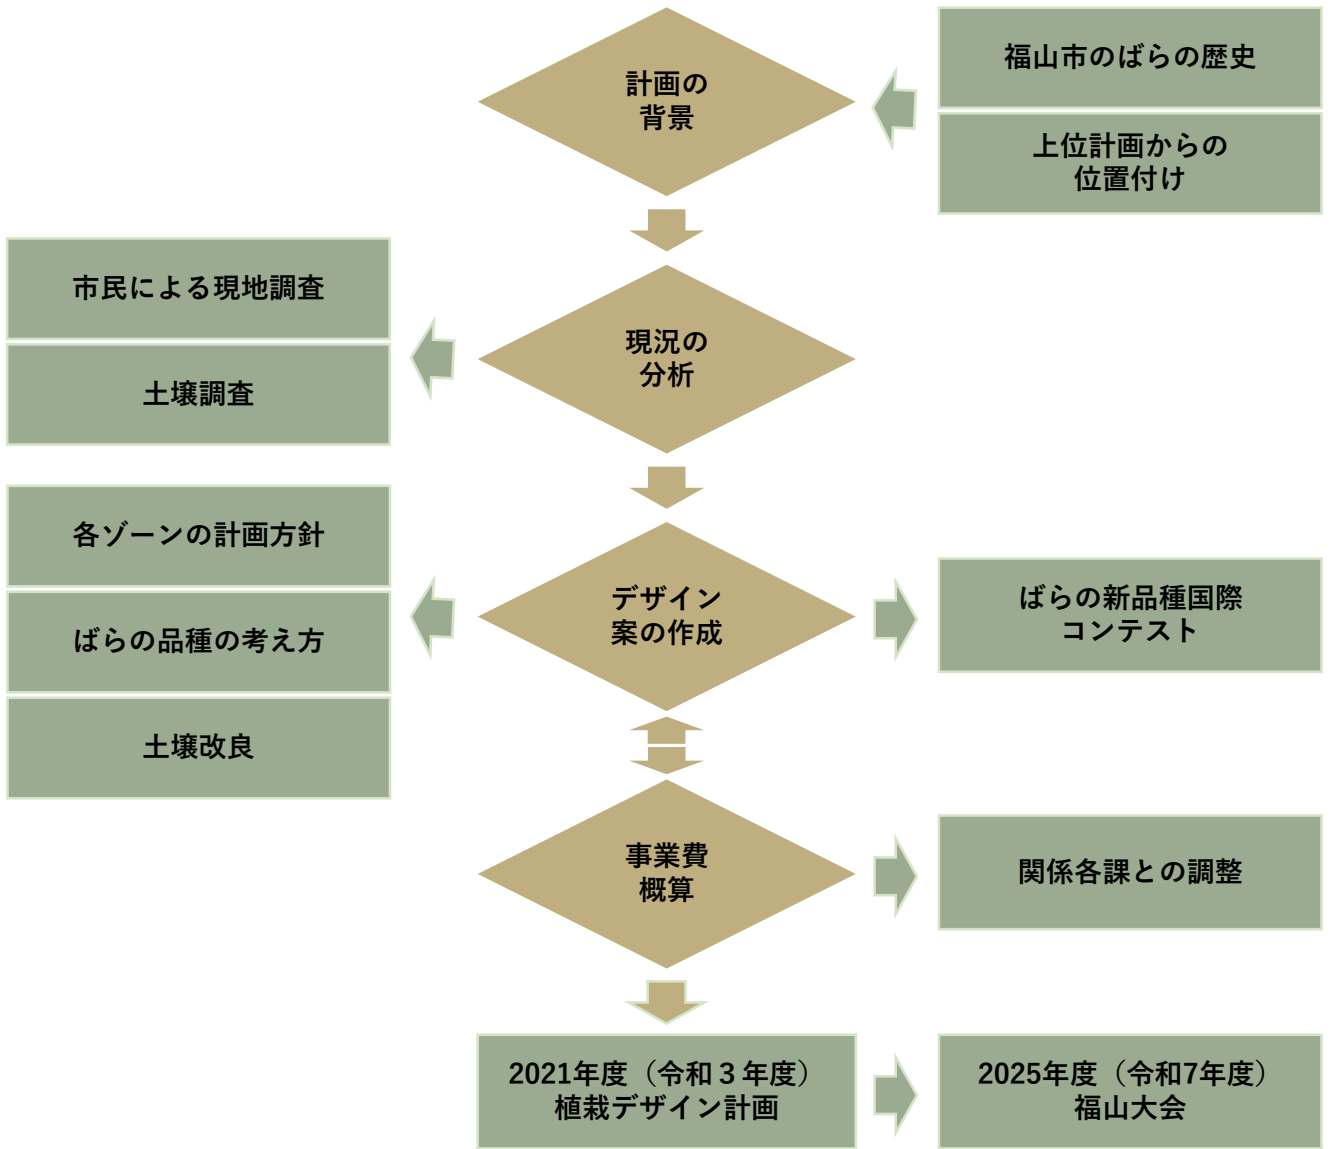 計画の
背景
福山市のばらの歴史
上位計画からの
位置付け
市民による現地調査
土壌調査
現況の
分析
各ゾーンの計画方針
ばらの品種の考え方
土壌改良
デザイン
案の作成
ばらの新品種国際
コンテスト
事業費
概算
関係各課との調整
2021年度（令和３年度）
植栽デザイン計画
2025年度（令和7年度）
福山大会